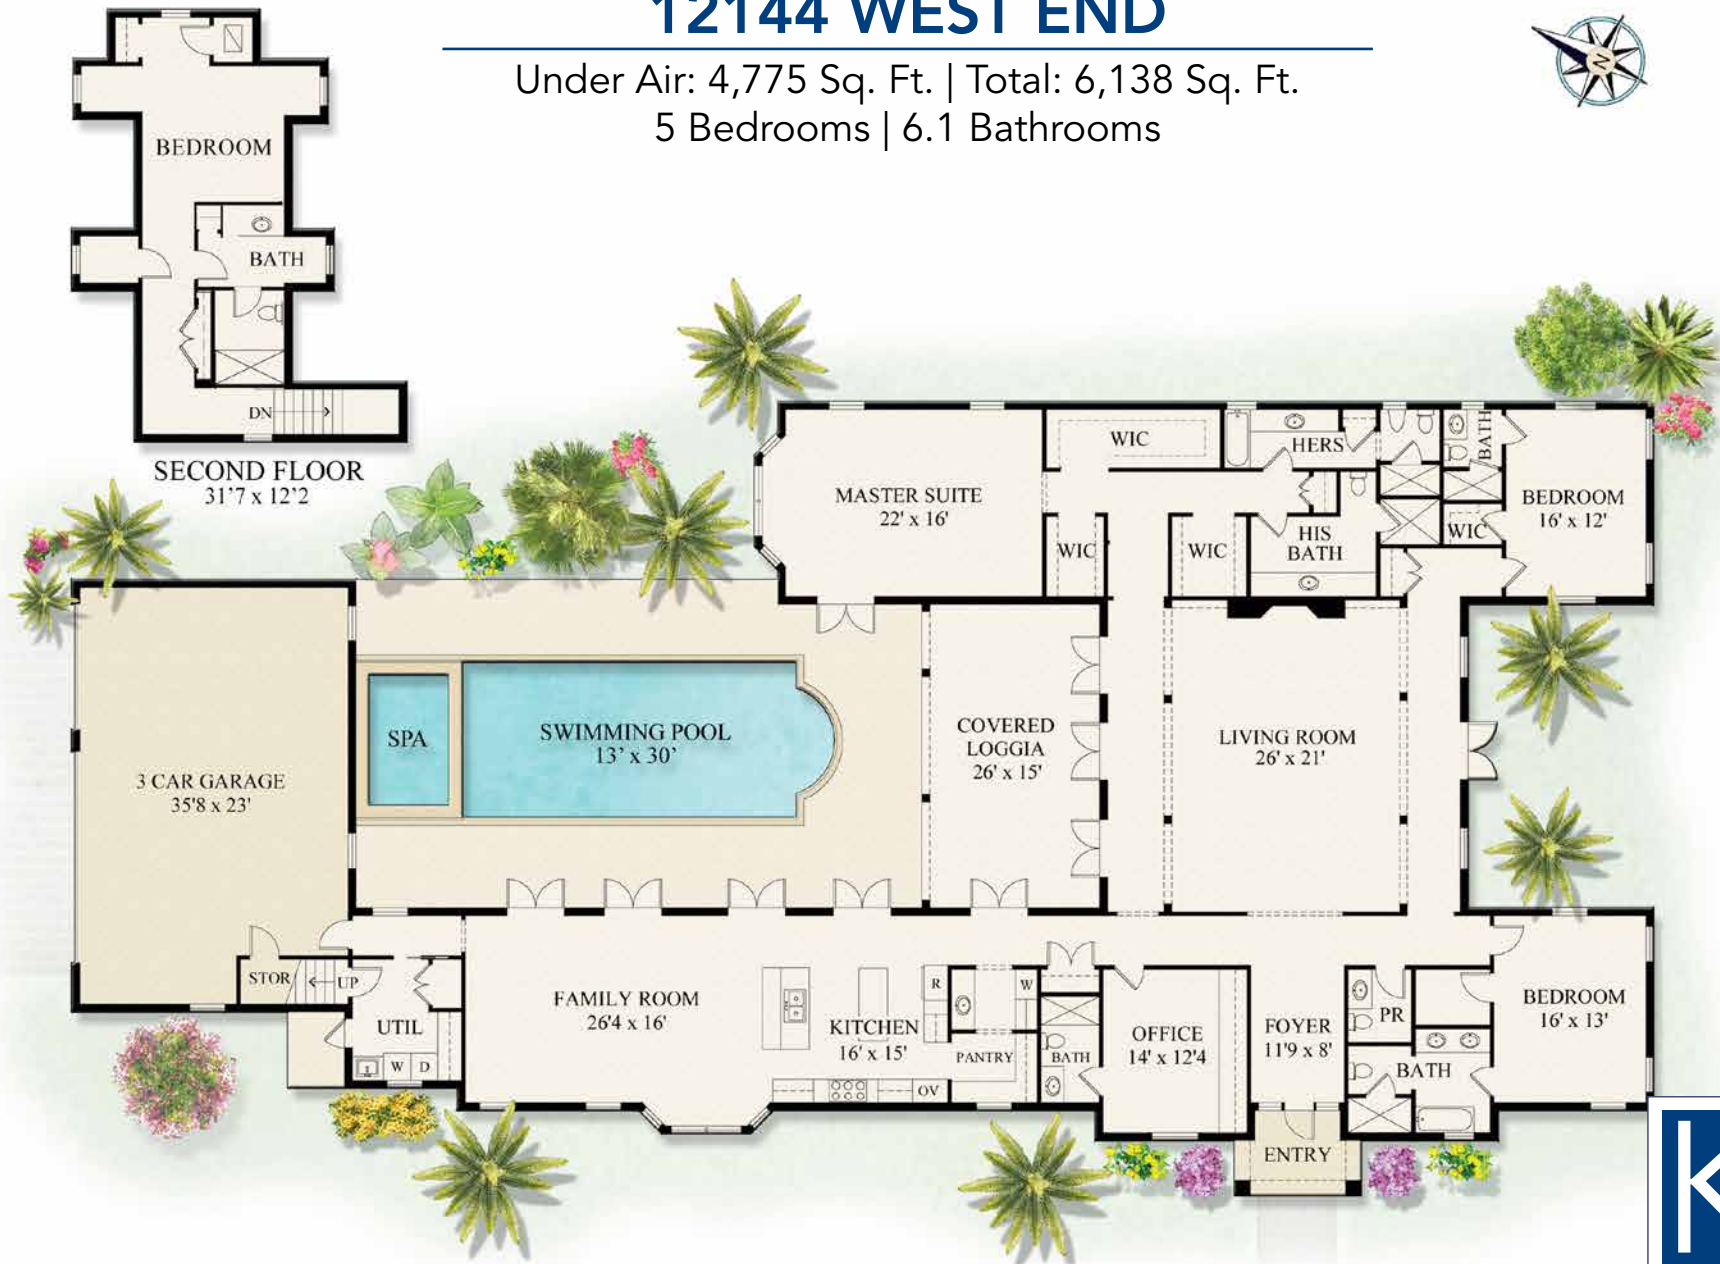 12144 WEST END
Under Air: 4,775 Sq. Ft. | Total: 6,138 Sq. Ft.
5 Bedrooms | 6.1 Bathrooms
N
BEDROOM
BATH
DN
SECOND FLOOR
31'7 x 12'2
MASTER SUITE
22' x 16'
WIC
HERS
BATH
BEDROOM
16' x 12'
WIC
WIC
HIS
BATH
WIC
3 CAR GARAGE
35'8 x 23'
SPA
SWIMMING POOL
13' x 30'
COVERED
LOGGIA
26' x 15'
LIVING ROOM
26' x 21'
STOR
UP
UTIL
W
D
FAMILY ROOM
26'4 x 16'
KITCHEN
16' x 15'
R
W
PANTRY
OV
BATH
OFFICE
14' x 12'4
FOYER
11'9 x 8'
PR
BATH
BEDROOM
16' x 13'
ENTRY
k